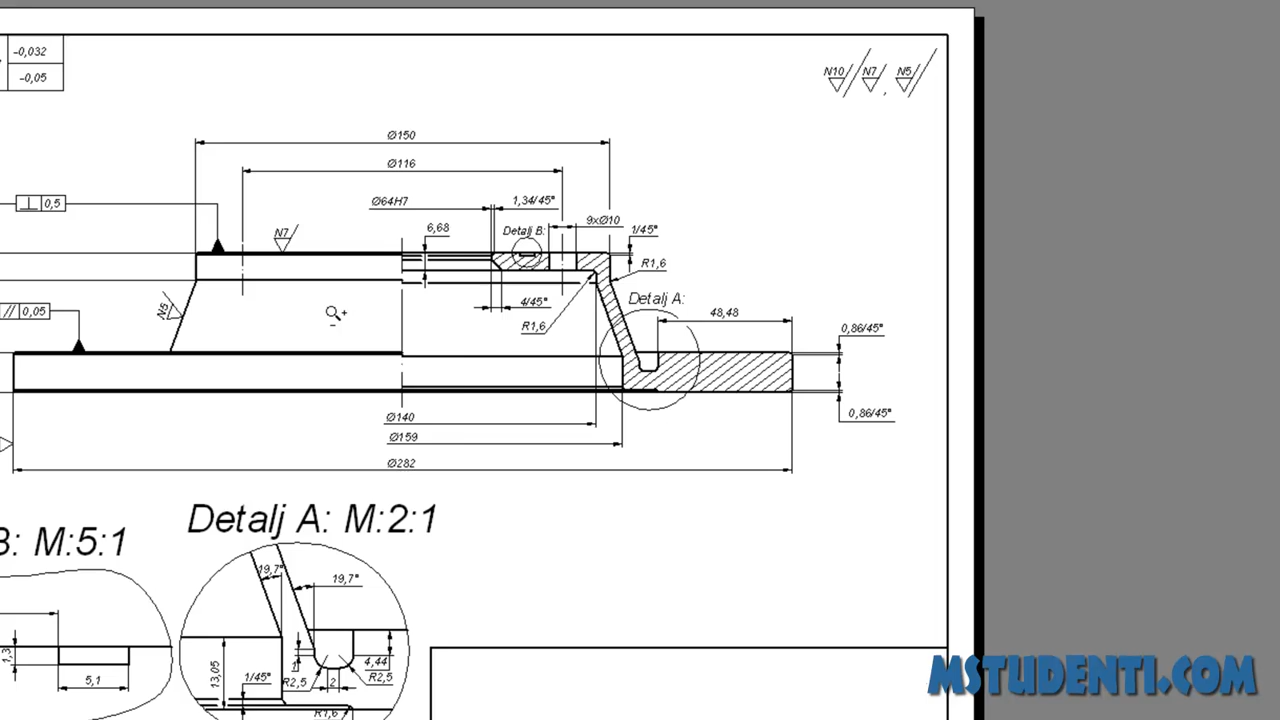 -0,032
-0,05
N10 N7 , N5
Ø150
Ø116
Ø64H7
1,34/45°
⊥ 0,5
N7
6,68
Detalj B:
9xØ10
1/45°
R1,6
// 0,05
N5
4/45°
R1,6
Detalj A:
48,48
0,86/45°
Ø140
0,86/45°
Ø159
Ø282
B: M:5:1
Detalj A: M:2:1
19,7°
19,7°
1,3
5,1
13,05
1/45°
1
R2,5
2
4,44
R2,5
R1,6
MSTUDENTI.COM